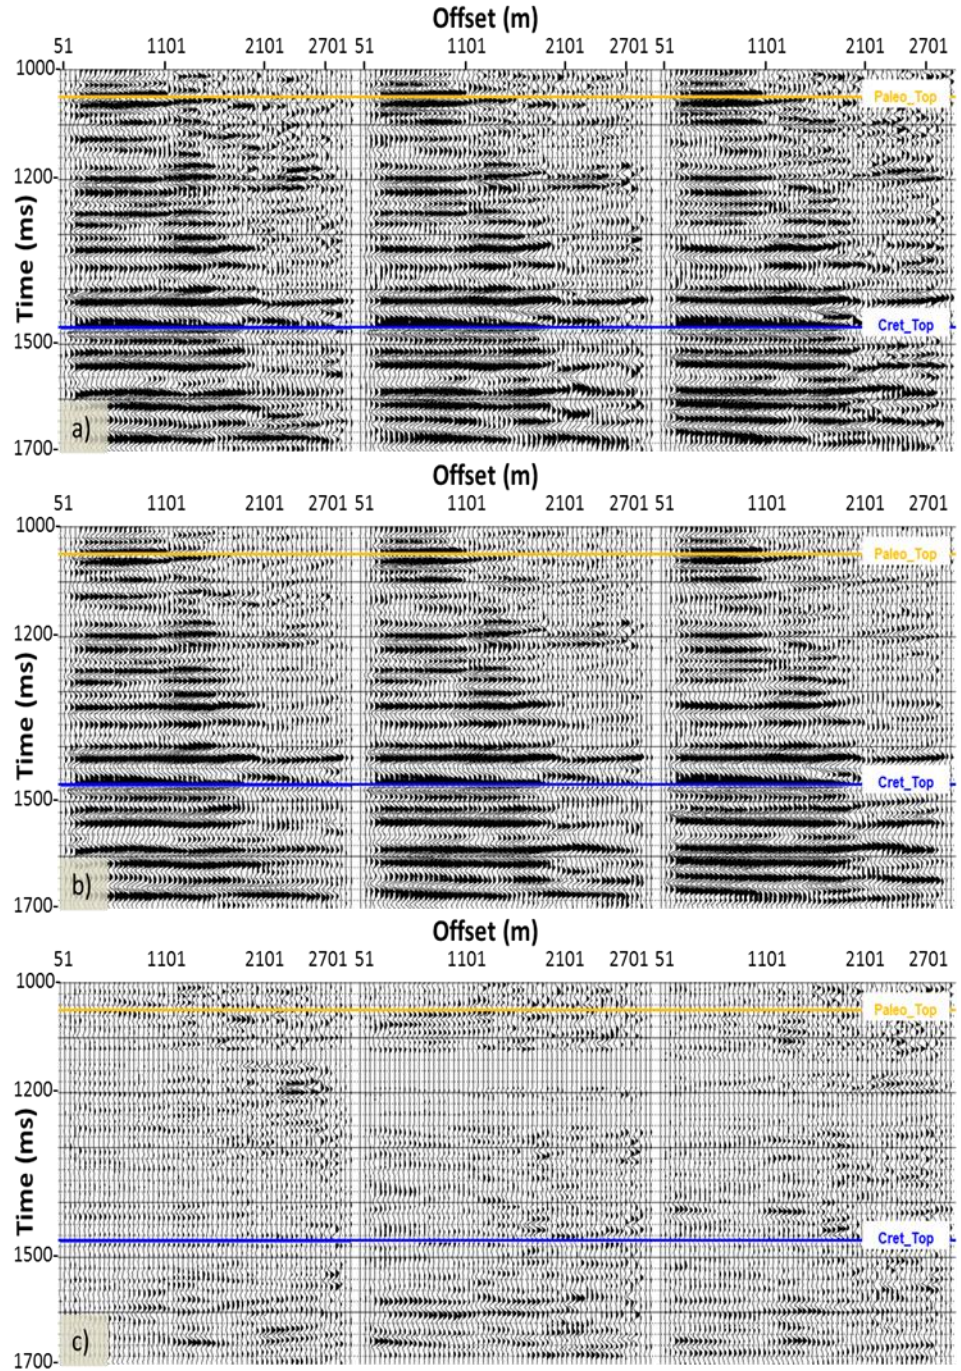 Offset (m)
51 1101 2101 2701 51 1101 2101 2701 51 1101 2101 2701
1000-
Paleo_Top
1200-
Time (ms)
Cret_Top
1500-
a)
1700-
Offset (m)
51 1101 2101 2701 51 1101 2101 2701 51 1101 2101 2701
1000-
Paleo_Top
1200-
Time (ms)
Cret_Top
1500-
b)
1700-
Offset (m)
51 1101 2101 2701 51 1101 2101 2701 51 1101 2101 2701
1000-
Paleo_Top
1200-
Time (ms)
Cret_Top
1500-
c)
1700-